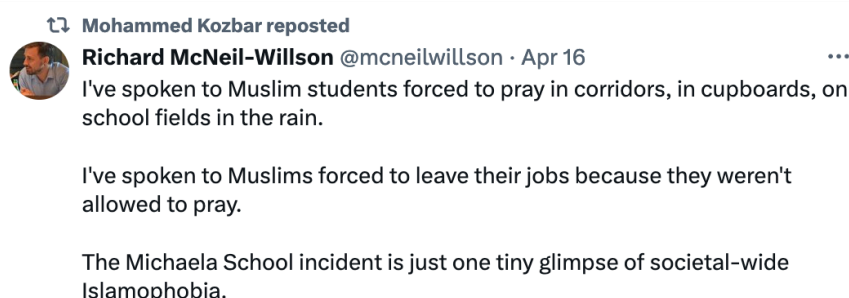 Mohammed Kozbar reposted
Richard McNeil-Willson @mcneilwillson · Apr 16
I've spoken to Muslim students forced to pray in corridors, in cupboards, on
school fields in the rain.
I've spoken to Muslims forced to leave their jobs because they weren't
allowed to pray.
The Michaela School incident is just one tiny glimpse of societal-wide
Islamophobia.